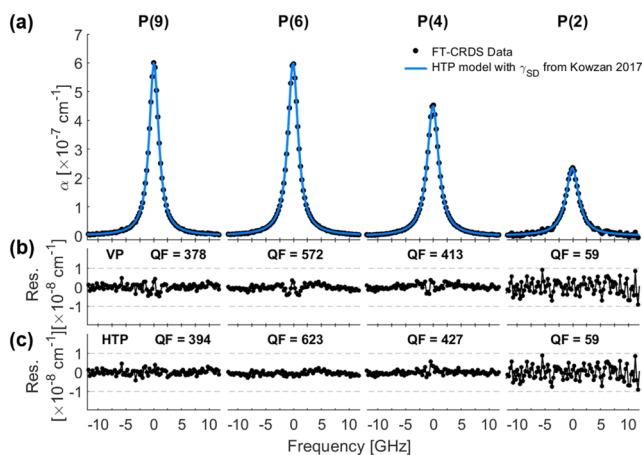 (a) P(9) P(6) P(4) P(2)
7
6
5
4
3
2
1
0
α [×10⁻⁷ cm⁻¹]
FT-CRDS Data
HTP model with γSD from Kowzan 2017
(b) VP QF = 378 QF = 572 QF = 413 QF = 59
1
0
-1
Res.
[×10⁻⁸ cm⁻¹]
(c) HTP QF = 394 QF = 623 QF = 427 QF = 59
1
0
-1
Res.
[×10⁻⁸ cm⁻¹]
-10 -5 0 5 10 -10 -5 0 5 10 -10 -5 0 5 10 -10 -5 0 5 10
Frequency [GHz]